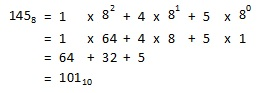 145₈ = 1 x 8² + 4 x 8¹ + 5 x 8⁰
= 1 x 64 + 4 x 8 + 5 x 1
= 64 + 32 + 5
= 101₁₀